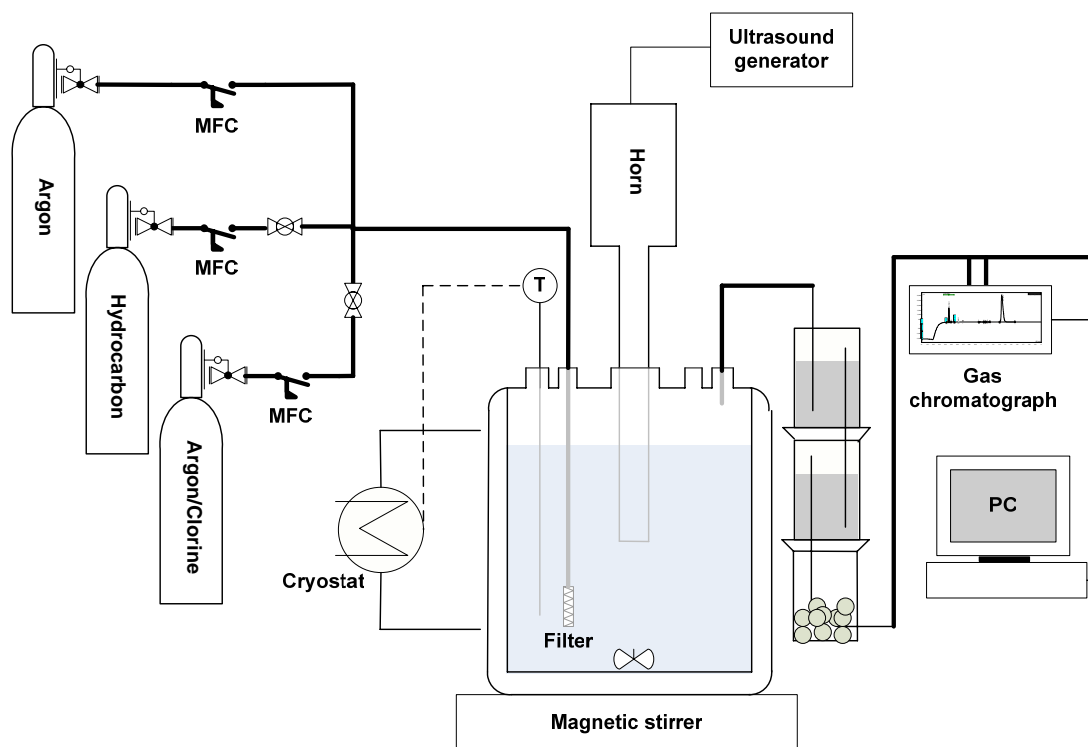 Ultrasound
generator
MFC
Argon
Horn
MFC
Hydrocarbon
T
MFC
Argon/Clorine
Gas
chromatograph
PC
Cryostat
Filter
Magnetic stirrer